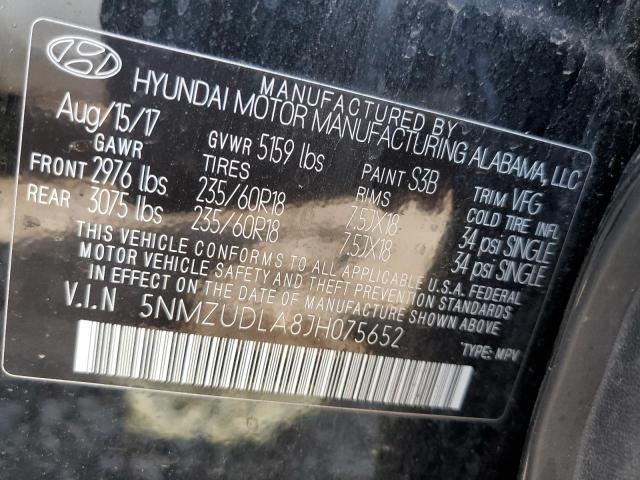 MANUFACTURED BY
HYUNDAI MOTOR MANUFACTURING ALABAMA, LLC
Aug/15/17 GVWR 5159 lbs PAINT S3B TRIM VFG
GAWR TIRES RIMS COLD TIRE INFL
FRONT 2976 lbs 235/60R18 7.5JX18 34 psi SINGLE
REAR 3075 lbs 235/60R18 7.5JX18 34 psi SINGLE
THIS VEHICLE CONFORMS TO ALL APPLICABLE U.S.A FEDERAL
MOTOR VEHICLE SAFETY AND THEFT PREVENTION STANDARDS
IN EFFECT ON THE DATE OF MANUFACTURE SHOWN ABOVE
V.I.N 5NMZUDLA8JH075652
TYPE: MPV